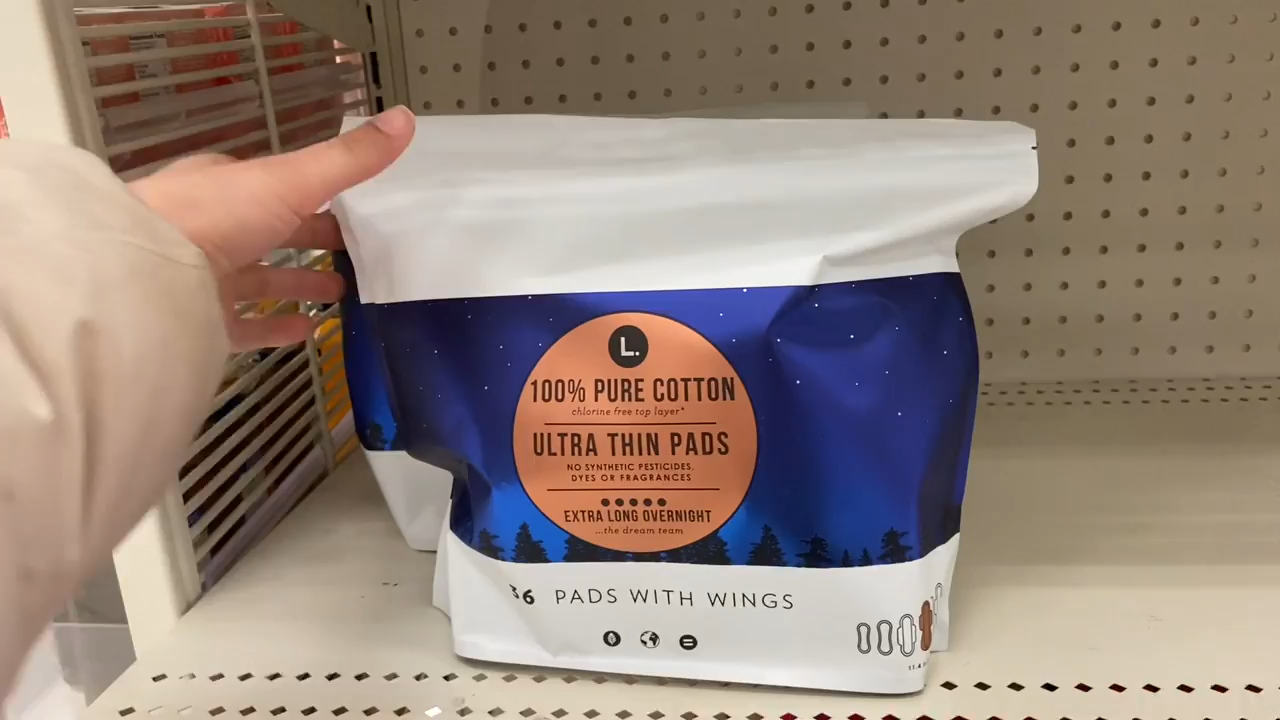 L.
100% PURE COTTON
chlorine free top layer*
ULTRA THIN PADS
NO SYNTHETIC PESTICIDES,
DYES OR FRAGRANCES
EXTRA LONG OVERNIGHT
...the dream team
36 PADS WITH WINGS